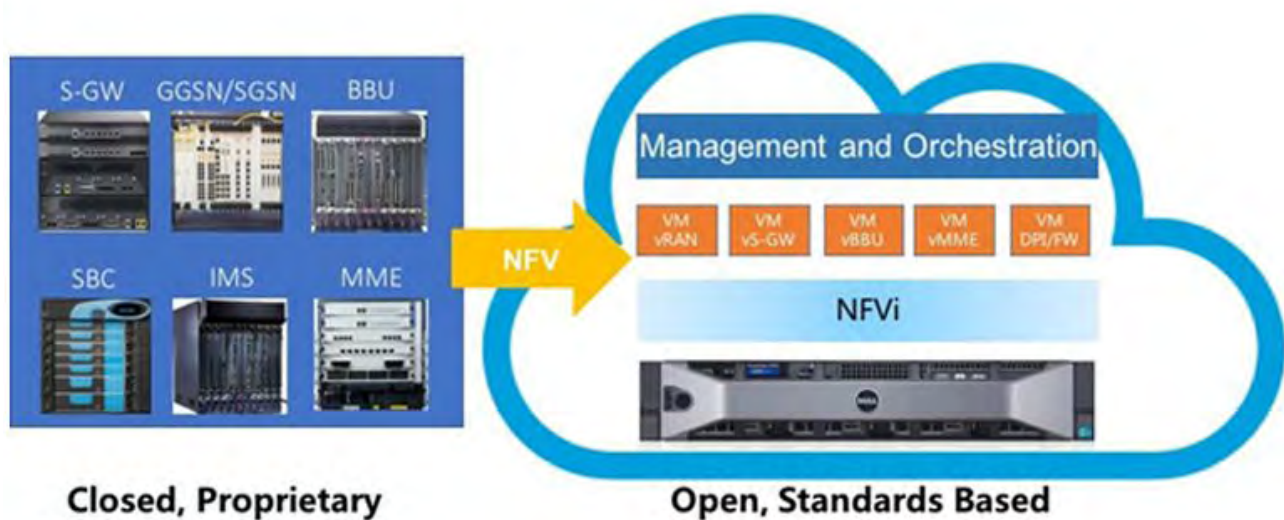 S-GW GGSN/SGSN BBU
SBC IMS MME
Closed, Proprietary
NFV
Management and Orchestration
VM
vRAN
VM
vS-GW
VM
vBBU
VM
vMME
VM
DPI/FW
NFVi
DELL
Open, Standards Based